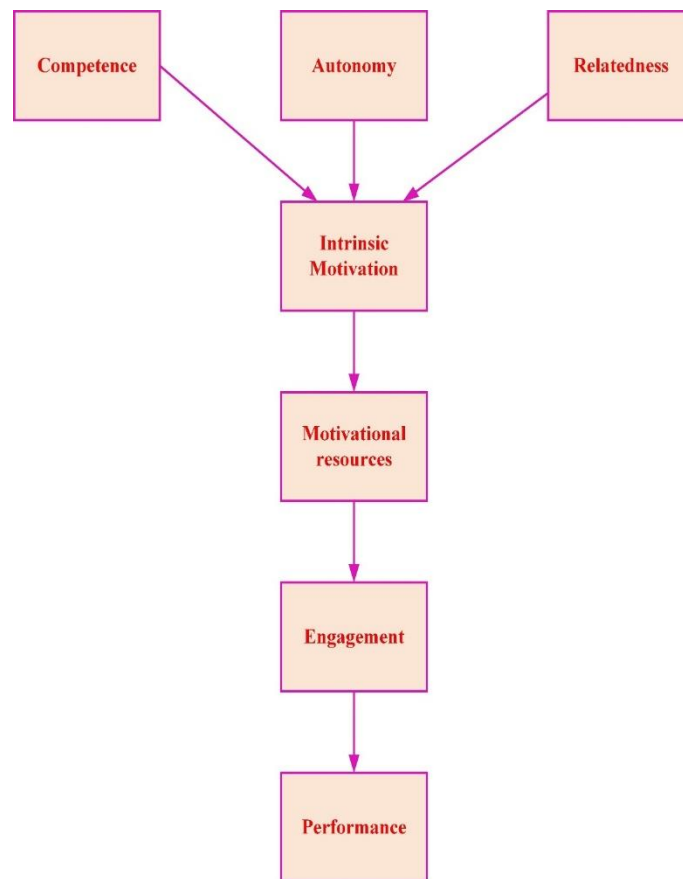 Competence
Autonomy
Relatedness
Intrinsic
Motivation
Motivational
resources
Engagement
Performance